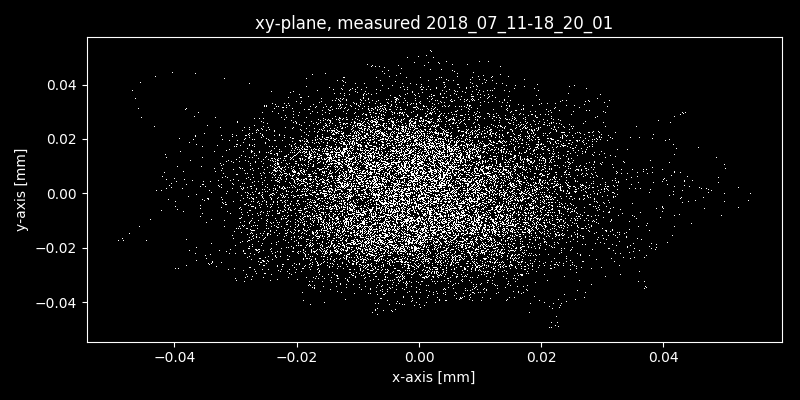 xy-plane, measured 2018_07_11-18_20_01
y-axis [mm]
0.04
0.02
0.00
−0.02
−0.04
−0.04 −0.02 0.00 0.02 0.04
x-axis [mm]